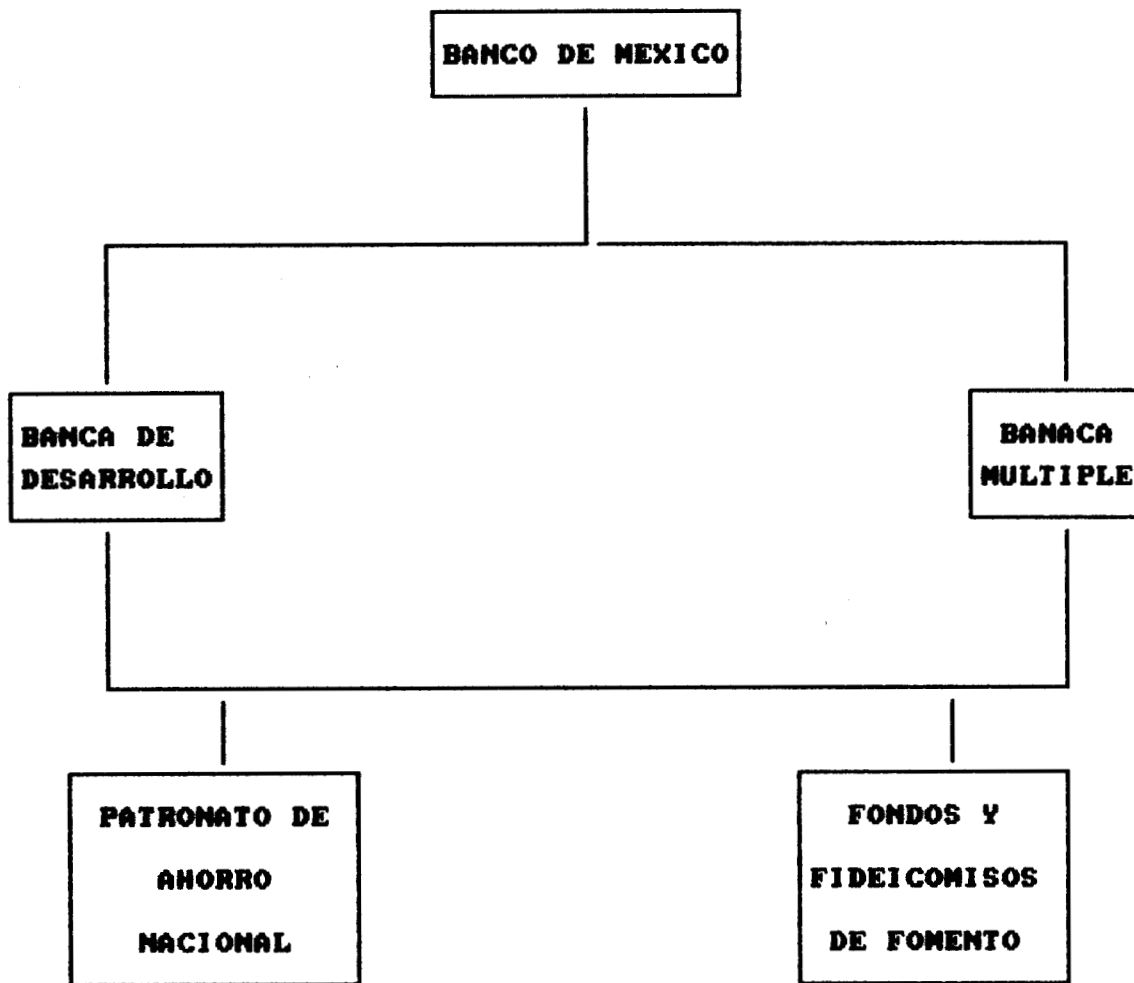 BANCO DE MEXICO
BANCA DE
DESARROLLO
BANACA
MULTIPLE
PATRONATO DE
AHORRO
NACIONAL
FONDOS Y
FIDEICOMISOS
DE FOMENTO